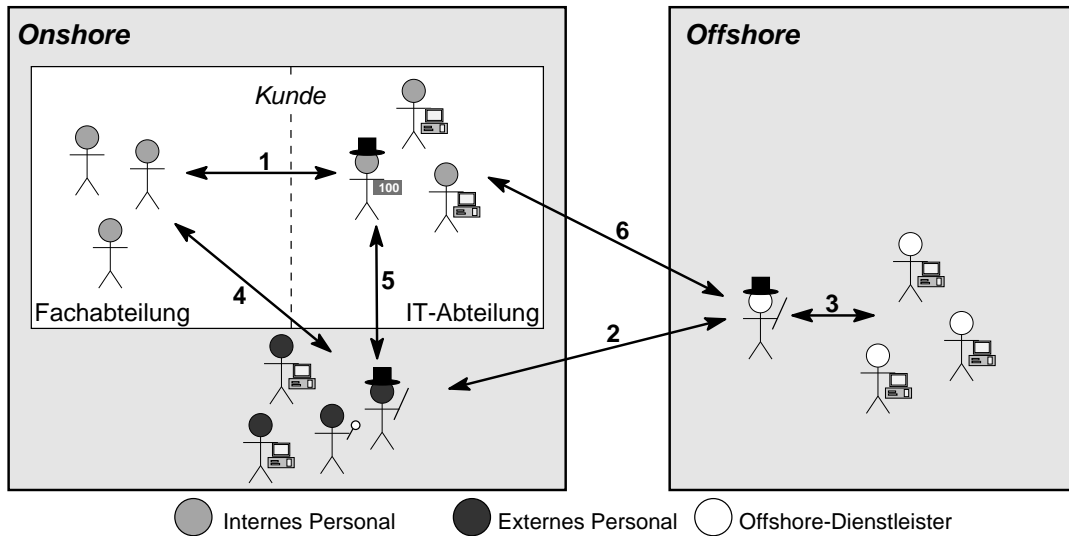 Onshore
Offshore
Kunde
1
100
6
5
4
3
2
Fachabteilung
IT-Abteilung
Internes Personal
Externes Personal
Offshore-Dienstleister